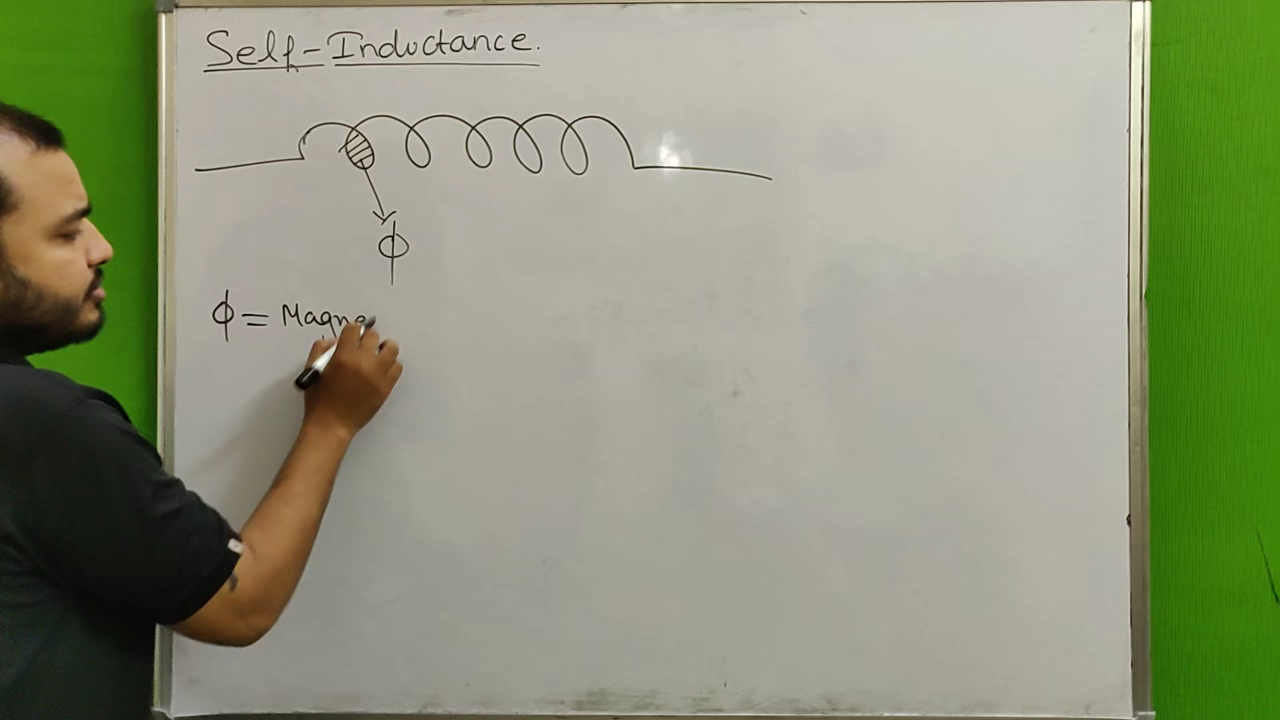 Self-Inductance.
ϕ
ϕ = Magne